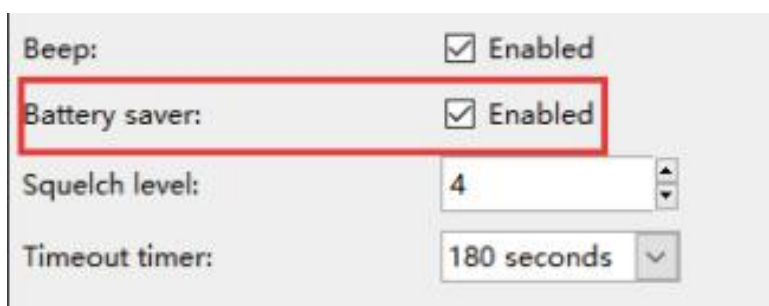 Beep: Enabled
Battery saver: Enabled
Squelch level: 4
Timeout timer: 180 seconds